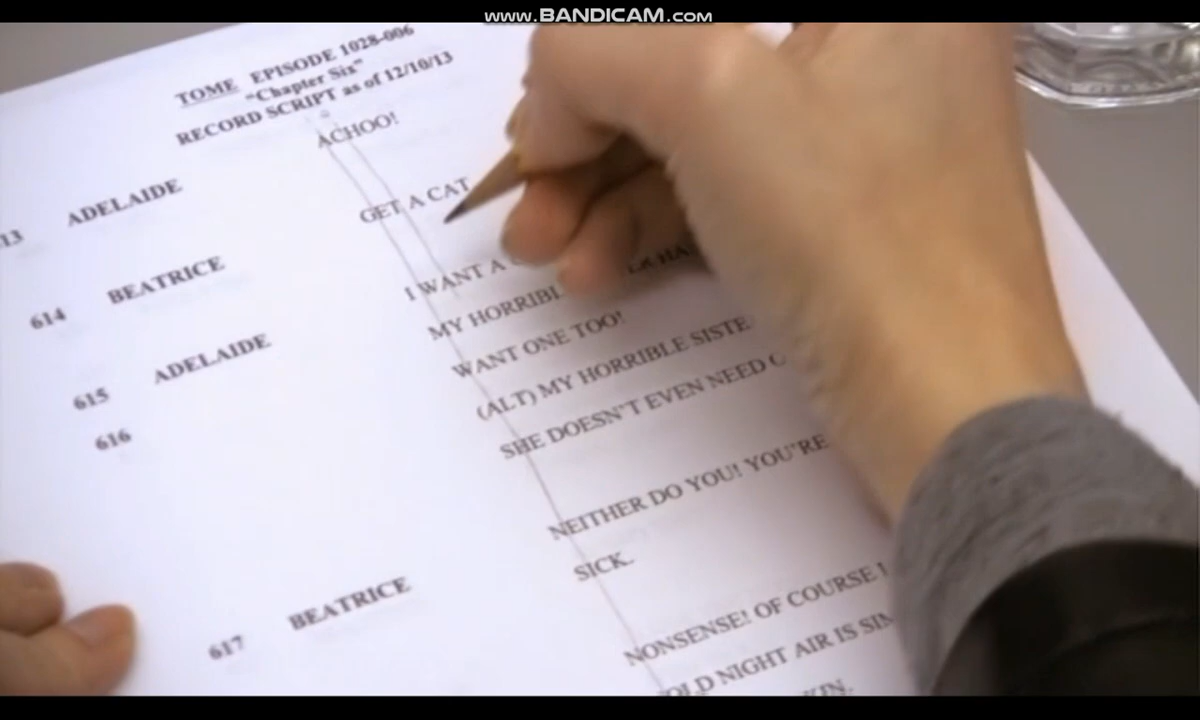 www.BANDICAM.com
TOME EPISODE 1028-006
"Chapter Six"
RECORD SCRIPT as of 12/10/13
ACHOO!
13 ADELAIDE
GET A CAT
614 BEATRICE
I WANT A
MY HORRIBL
615 ADELAIDE
WANT ONE TOO!
616
(ALT) MY HORRIBLE SISTE
SHE DOESN'T EVEN NEED
NEITHER DO YOU! YOU'RE
SICK.
617 BEATRICE
NONSENSE! OF COURSE I
OLD NIGHT AIR IS SIM